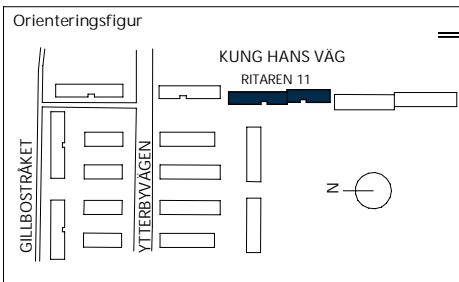 Orienteringsfigur
KUNG HANS VÄG
RITAREN 11
GILLBOSTRÅKET
YTTERBYVÄGEN
N